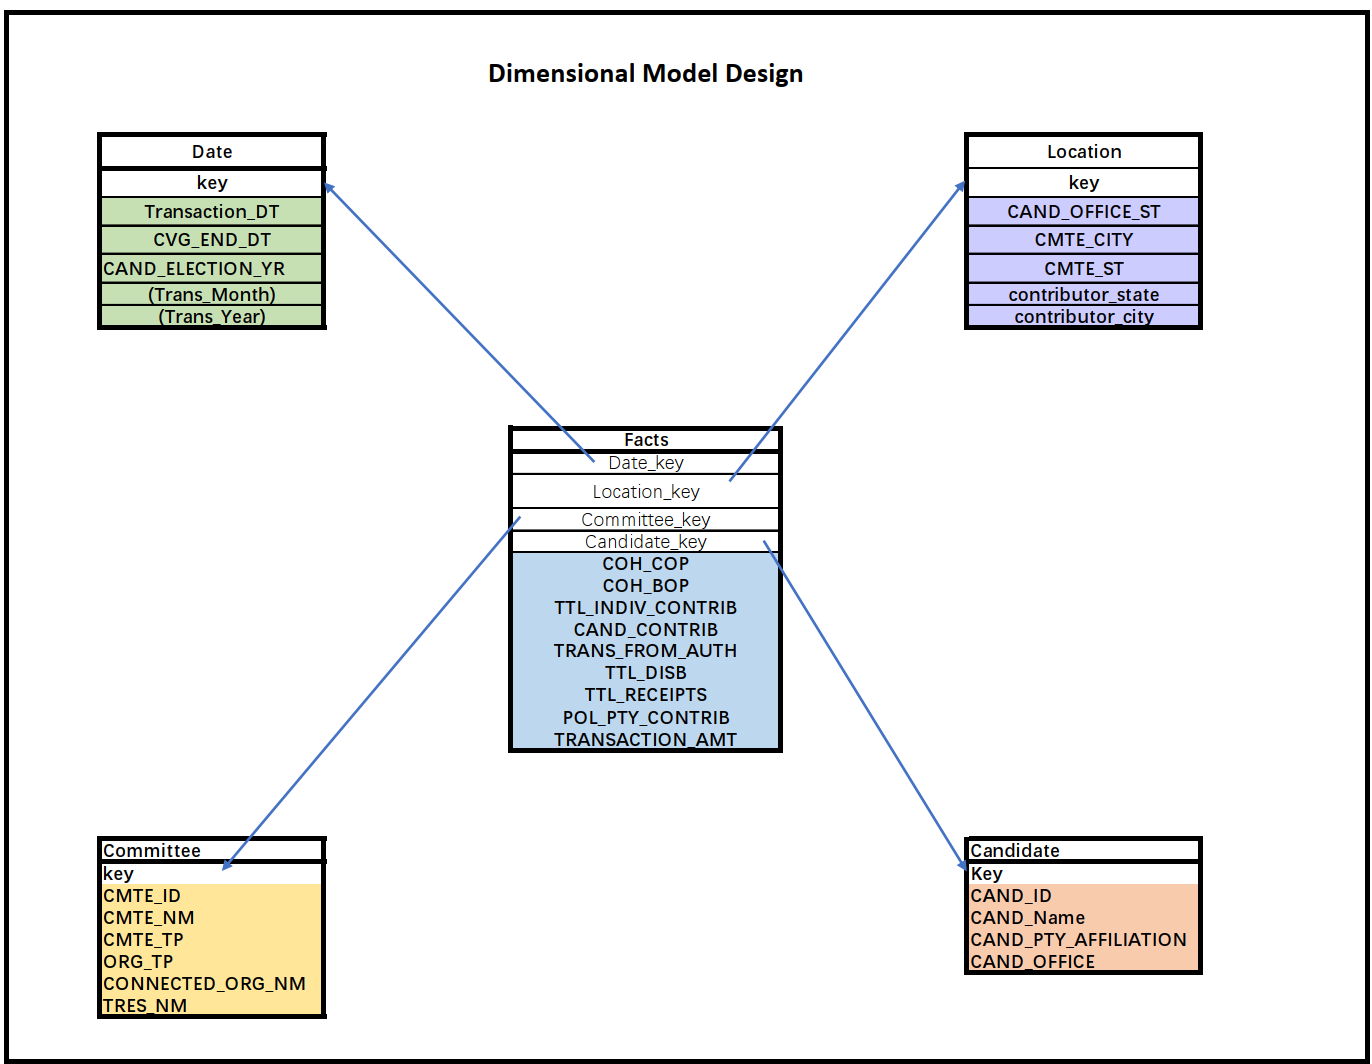 Dimensional Model Design
Date
key
Transaction_DT
CVG_END_DT
CAND_ELECTION_YR
(Trans_Month)
(Trans_Year)
Location
key
CAND_OFFICE_ST
CMTE_CITY
CMTE_ST
contributor_state
contributor_city
Facts
Date_key
Location_key
Committee_key
Candidate_key
COH_COP
COH_BOP
TTL_INDIV_CONTRIB
CAND_CONTRIB
TRANS_FROM_AUTH
TTL_DISB
TTL_RECEIPTS
POL_PTY_CONTRIB
TRANSACTION_AMT
Committee
key
CMTE_ID
CMTE_NM
CMTE_TP
ORG_TP
CONNECTED_ORG_NM
TRES_NM
Candidate
Key
CAND_ID
CAND_Name
CAND_PTY_AFFILIATION
CAND_OFFICE